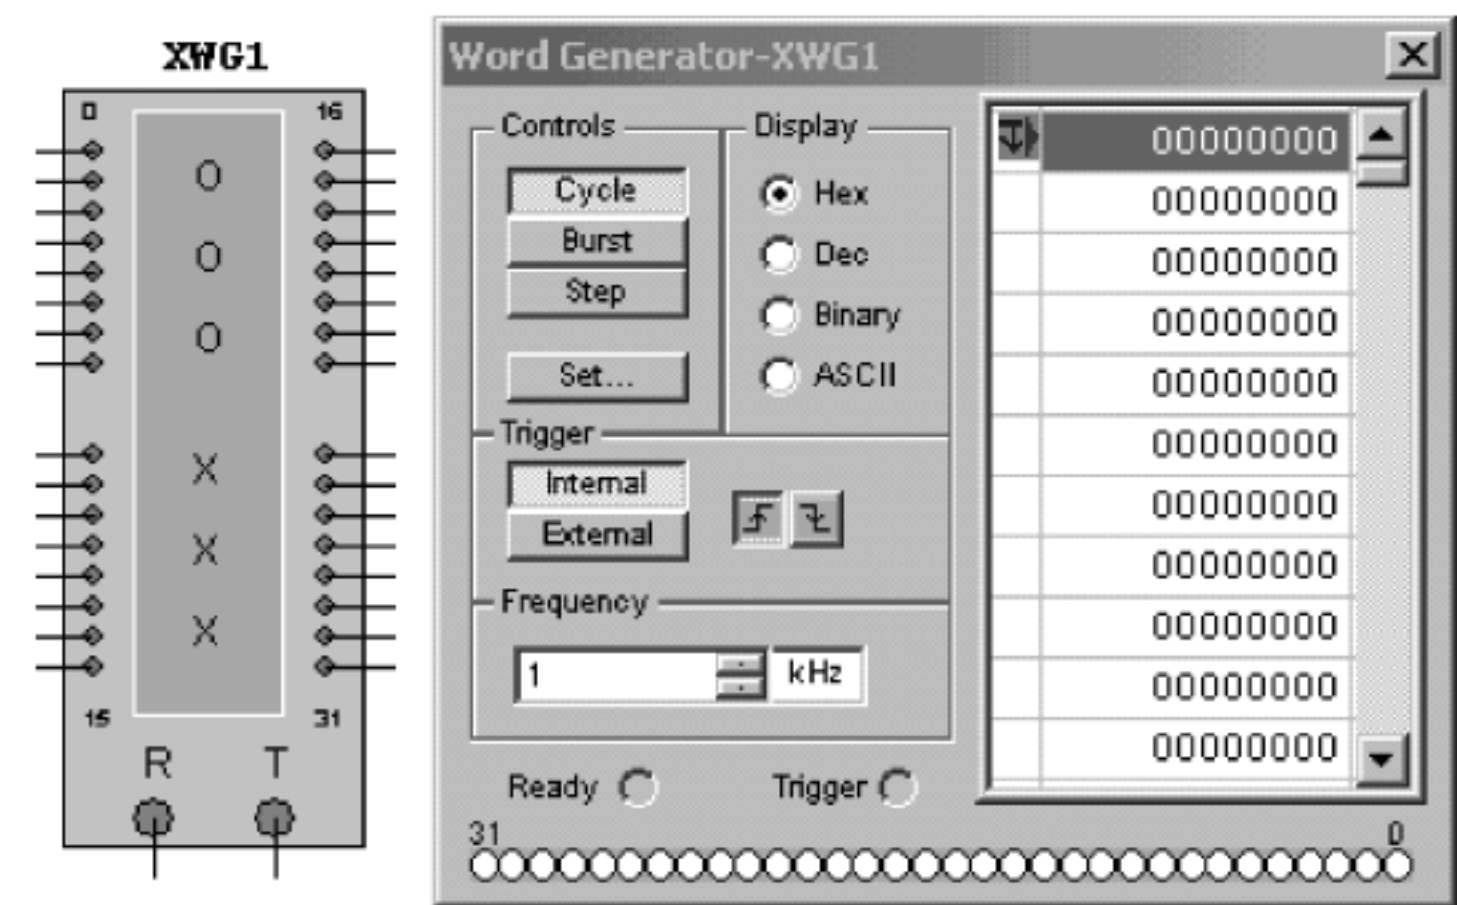 XWG1
0 16
O
O
O
X
X
X
15 31
R T
Word Generator-XWG1
Controls
Cycle
Burst
Step
Set...
Display
Hex
Dec
Binary
ASCII
Trigger
Internal
External
Frequency
1 kHz
Ready Trigger
00000000
00000000
00000000
00000000
00000000
00000000
00000000
00000000
00000000
00000000
00000000
31 0